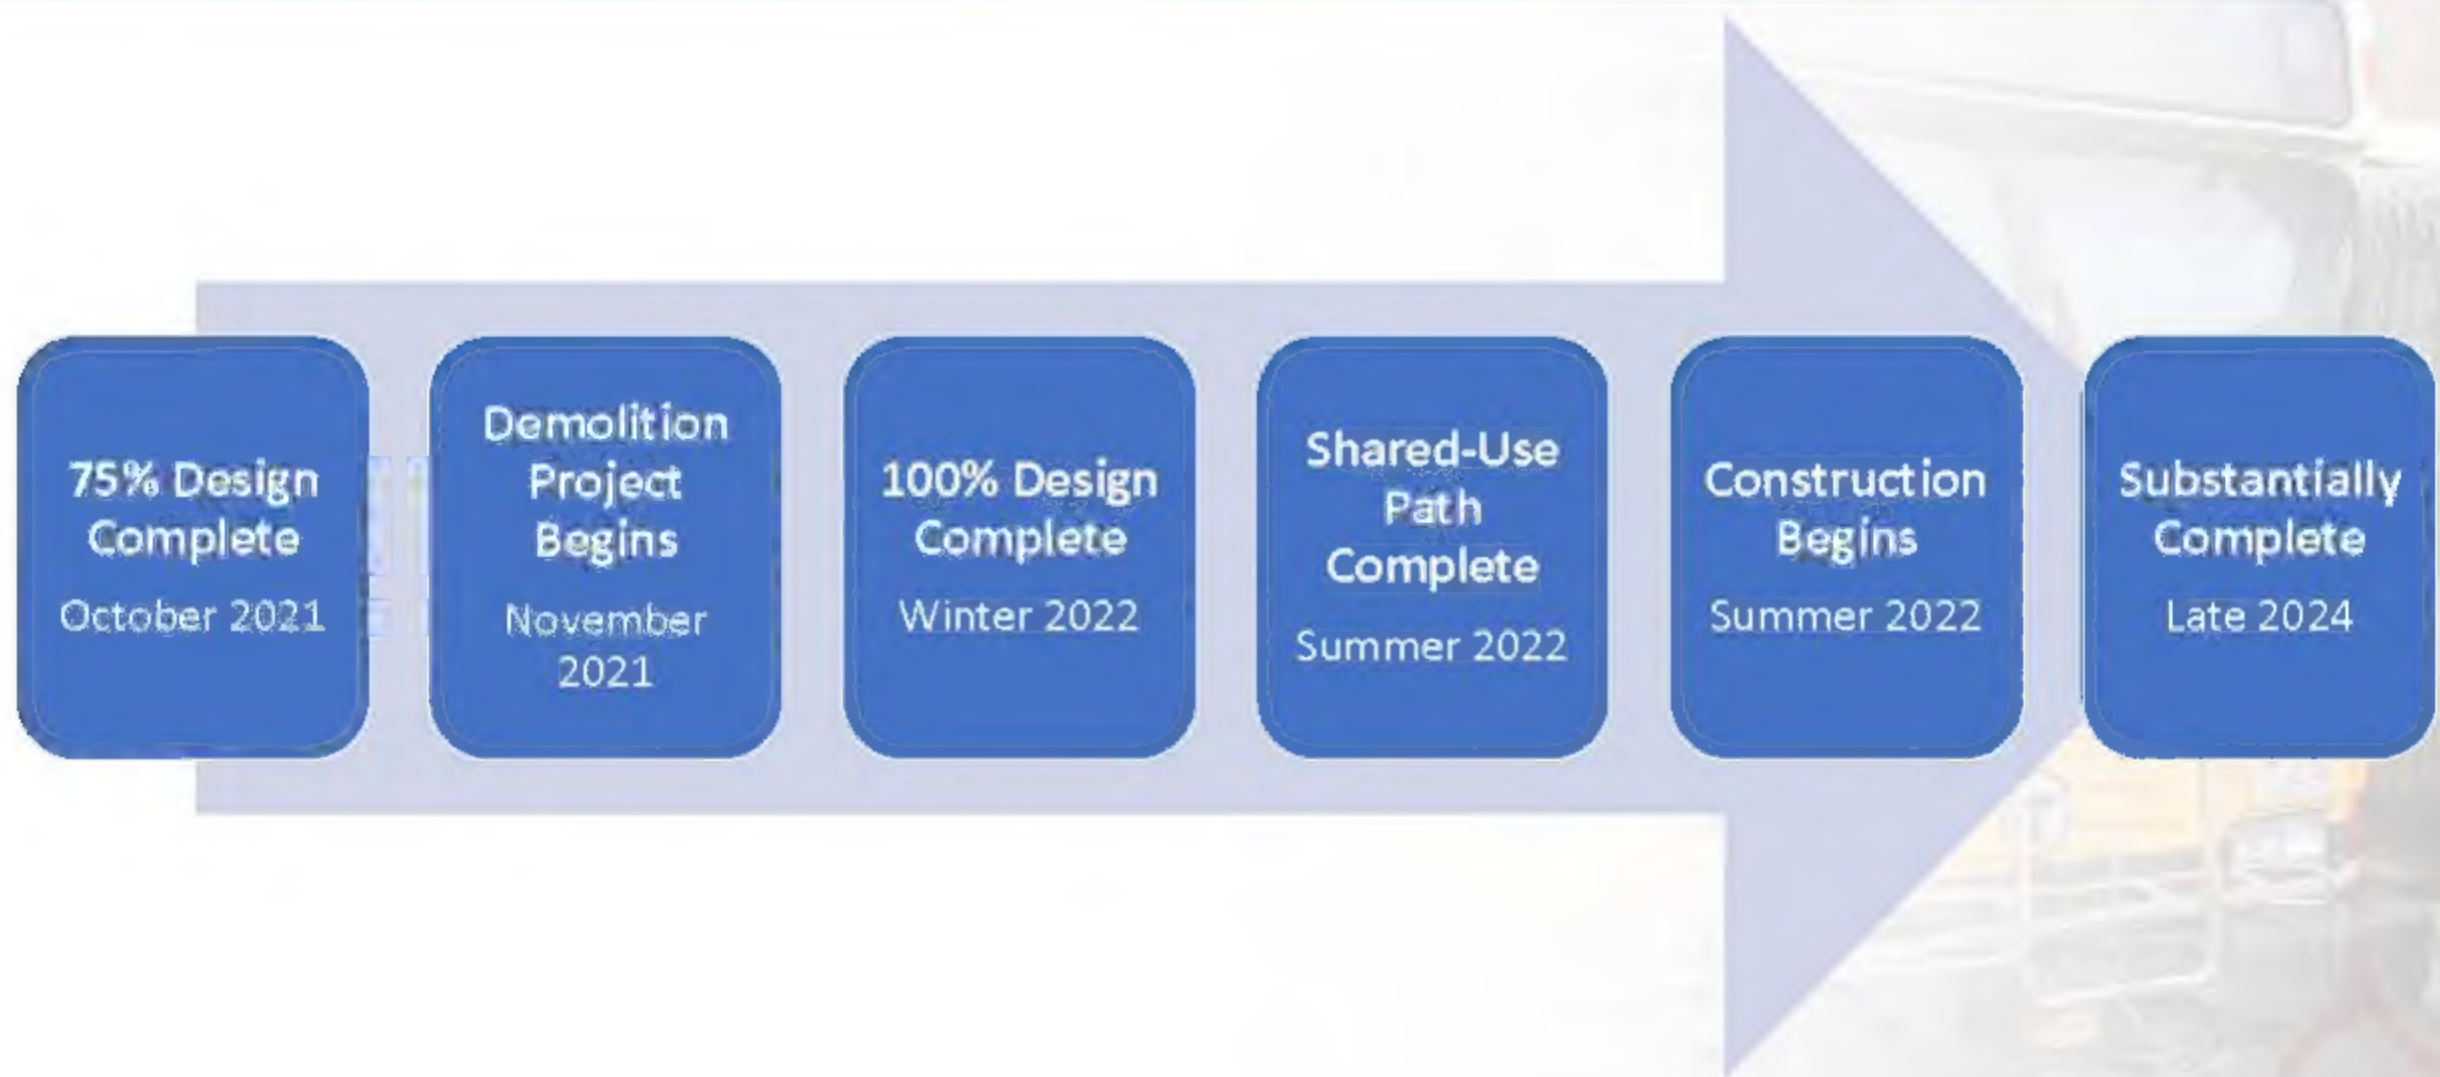 75% Design
Complete
October 2021
Demolition
Project
Begins
November
2021
100% Design
Complete
Winter 2022
Shared-Use
Path
Complete
Summer 2022
Construction
Begins
Summer 2022
Substantially
Complete
Late 2024